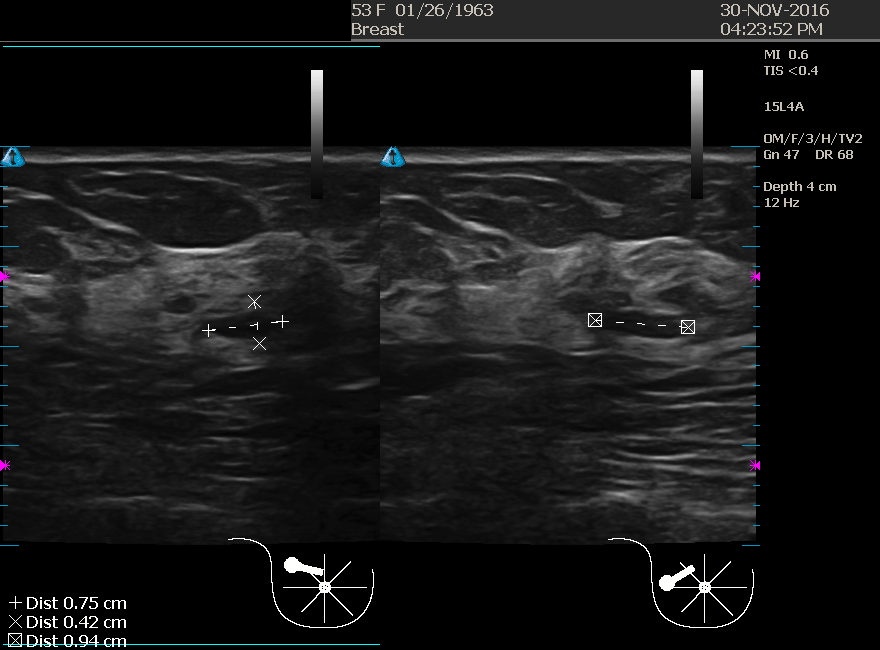 53 F 01/26/1963
30-NOV-2016
Breast
04:23:52 PM
MI 0.6
TIS <0.4
15L4A
OM/F/3/H/TV2
Gn 47 DR 68
Depth 4 cm
12 Hz
Dist 0.75 cm
Dist 0.42 cm
Dist 0.94 cm